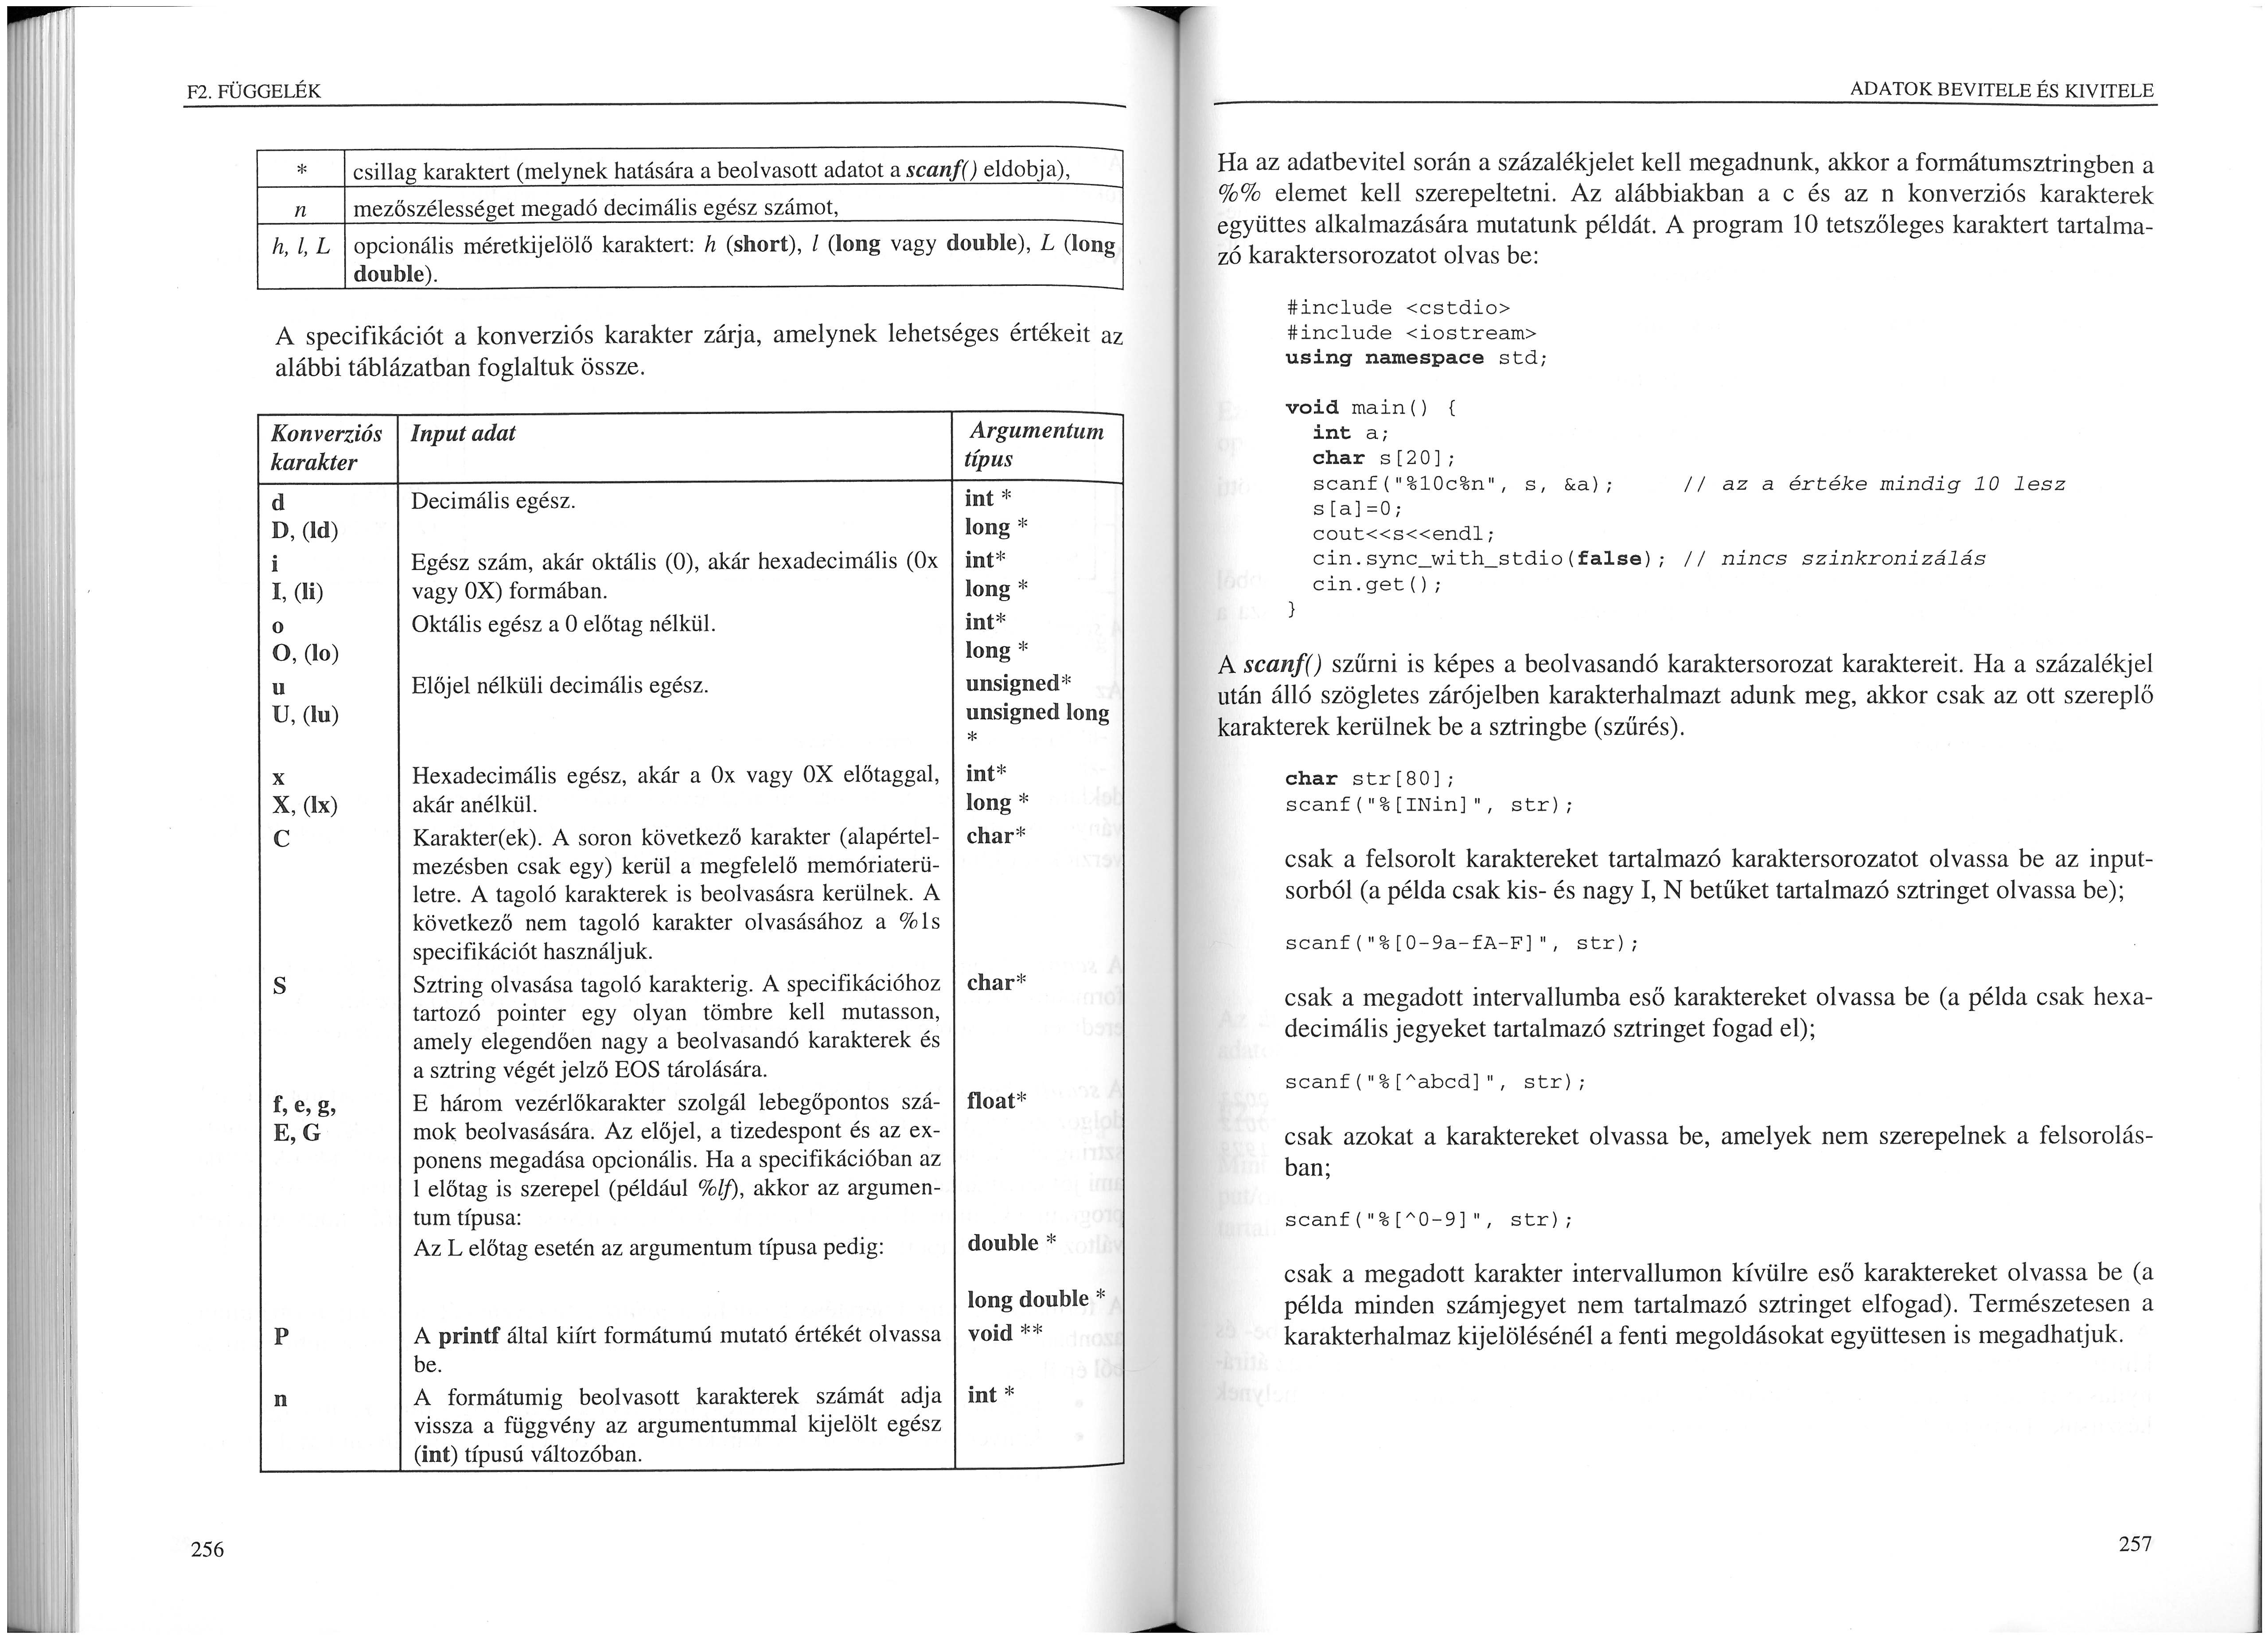 F2. FÜGGELÉK
* csillag karaktert (melynek hatására a beolvasott adatot a scanf() eldobja),
n mezőszélességet megadó decimális egész számot,
h, l, L opcionális méretkijelölő karaktert: h (short), l (long vagy double), L (long
double).
A specifikációt a konverziós karakter zárja, amelynek lehetséges értékeit az
alábbi táblázatban foglaltuk össze.
Konverziós Input adat Argumentum
karakter típus
d Decimális egész. int *
D, (ld) long *
i Egész szám, akár oktális (0), akár hexadecimális (0x int*
I, (li) vagy 0X) formában. long *
o Oktális egész a 0 előtag nélkül. int*
O, (lo) long *
u Előjel nélküli decimális egész. unsigned*
U, (lu) unsigned long
*
x Hexadecimális egész, akár a 0x vagy 0X előtaggal, int*
X, (lx) akár anélkül. long *
C Karakter(ek). A soron következő karakter (alapértel- char*
mezésben csak egy) kerül a megfelelő memóriaterü-
letre. A tagoló karakterek is beolvasásra kerülnek. A
következő nem tagoló karakter olvasásához a %1s
specifikációt használjuk.
S Sztring olvasása tagoló karakterig. A specifikációhoz char*
tartozó pointer egy olyan tömbre kell mutasson,
amely elegendően nagy a beolvasandó karakterek és
a sztring végét jelző EOS tárolására.
f, e, g, E három vezérlőkarakter szolgál lebegőpontos szá- float*
E, G mok beolvasására. Az előjel, a tizedespont és az ex-
ponens megadása opcionális. Ha a specifikációban az
l előtag is szerepel (például %lf), akkor az argumen-
tum típusa:
Az L előtag esetén az argumentum típusa pedig: double *
long double *
P A printf által kiírt formátumú mutató értékét olvassa void **
be.
n A formátumig beolvasott karakterek számát adja int *
vissza a függvény az argumentummal kijelölt egész
(int) típusú változóban.
256
ADATOK BEVITELE ÉS KIVITELE
Ha az adatbevitel során a százalékjelet kell megadnunk, akkor a formátumsztringben a
%% elemet kell szerepeltetni. Az alábbiakban a c és az n konverziós karakterek
együttes alkalmazására mutatunk példát. A program 10 tetszőleges karaktert tartalma-
zó karaktersorozatot olvas be:
#include <cstdio>
#include <iostream>
using namespace std;
void main() {
int a;
char s[20];
scanf("%10c%n", s, &a); // az a értéke mindig 10 lesz
s[a]=0;
cout<<s<<endl;
cin.sync_with_stdio(false); // nincs szinkronizálás
cin.get();
}
A scanf() szűrni is képes a beolvasandó karaktersorozat karaktereit. Ha a százalékjel
után álló szögletes zárójelben karakterhalmazt adunk meg, akkor csak az ott szereplő
karakterek kerülnek be a sztringbe (szűrés).
char str[80];
scanf("%[INin]", str);
csak a felsorolt karaktereket tartalmazó karaktersorozatot olvassa be az input-
sorból (a példa csak kis- és nagy I, N betűket tartalmazó sztringet olvassa be);
scanf("%[0-9a-fA-F]", str);
csak a megadott intervallumba eső karaktereket olvassa be (a példa csak hexa-
decimális jegyeket tartalmazó sztringet fogad el);
scanf("%[^abcd]", str);
csak azokat a karaktereket olvassa be, amelyek nem szerepelnek a felsorolás-
ban;
scanf("%[^0-9]", str);
csak a megadott karakter intervallumon kívülre eső karaktereket olvassa be (a
példa minden számjegyet nem tartalmazó sztringet elfogad). Természetesen a
karakterhalmaz kijelölésénél a fenti megoldásokat együttesen is megadhatjuk.
257